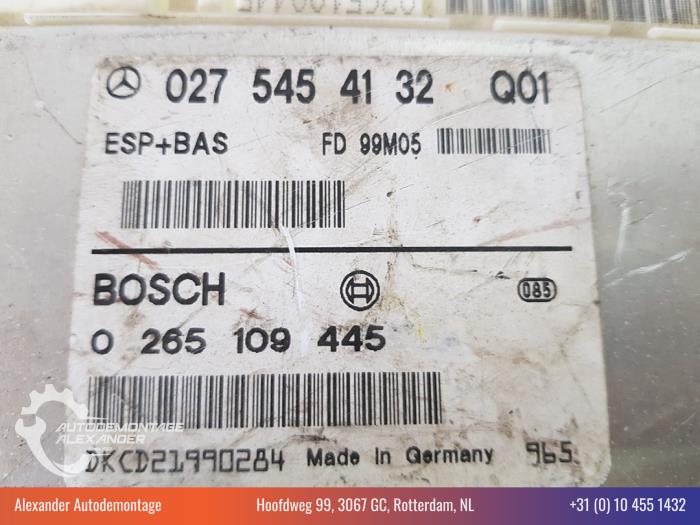 027 545 41 32 Q01
ESP+BAS FD 99M05
BOSCH 085
0 265 109 445
AUTODEMONTAGE
ALEXANDER
DKCD21990284 Made in Germany 965
Alexander Autodemontage Hoofdweg 99, 3067 GC, Rotterdam, NL +31 (0) 10 455 1432